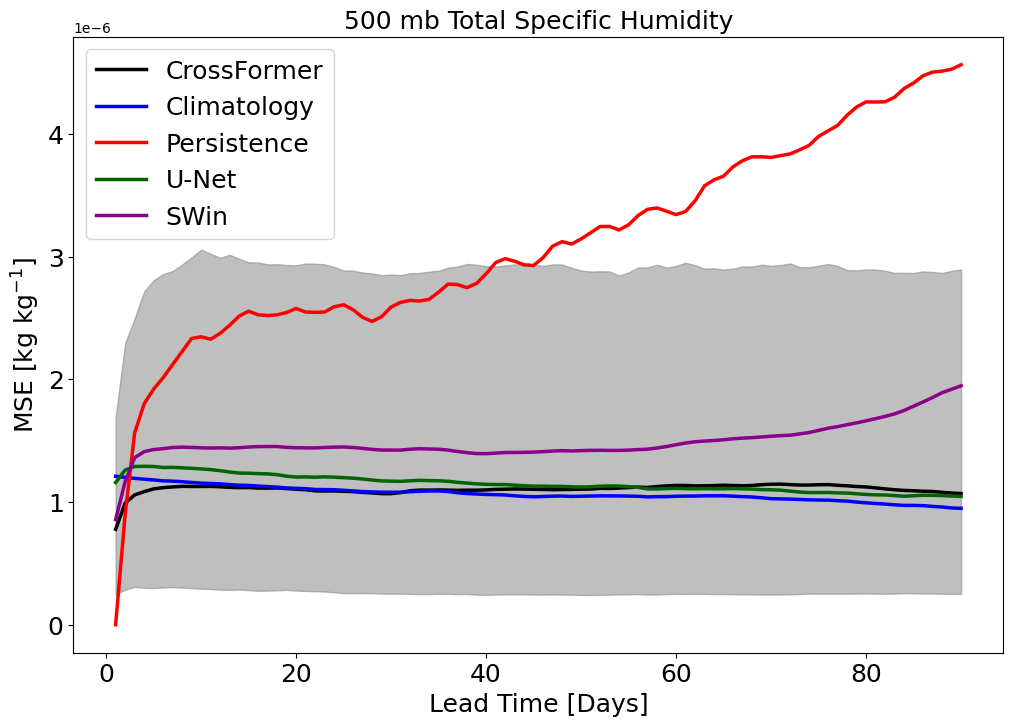 500 mb Total Specific Humidity
1e−6
CrossFormer
Climatology
Persistence
U-Net
SWin
4
3
2
1
0
MSE [kg kg⁻¹]
0 20 40 60 80
Lead Time [Days]